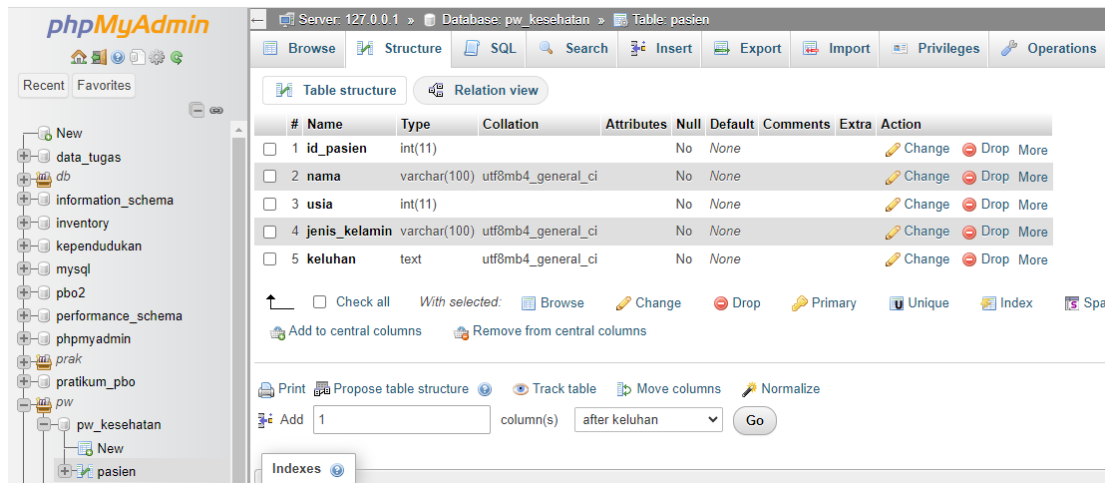 phpMyAdmin
Recent Favorites
New
data_tugas
db
information_schema
inventory
kependudukan
mysql
pbo2
performance_schema
phpmyadmin
prak
pratikum_pbo
pw
pw_kesehatan
New
pasien
Server: 127.0.0.1 » Database: pw_kesehatan » Table: pasien
Browse Structure SQL Search Insert Export Import Privileges Operations
Table structure Relation view
# Name Type Collation Attributes Null Default Comments Extra Action
1 id_pasien int(11) No None Change Drop More
2 nama varchar(100) utf8mb4_general_ci No None Change Drop More
3 usia int(11) No None Change Drop More
4 jenis_kelamin varchar(100) utf8mb4_general_ci No None Change Drop More
5 keluhan text utf8mb4_general_ci No None Change Drop More
Check all With selected: Browse Change Drop Primary Unique Index Spa
Add to central columns Remove from central columns
Print Propose table structure Track table Move columns Normalize
Add 1 column(s) after keluhan Go
Indexes